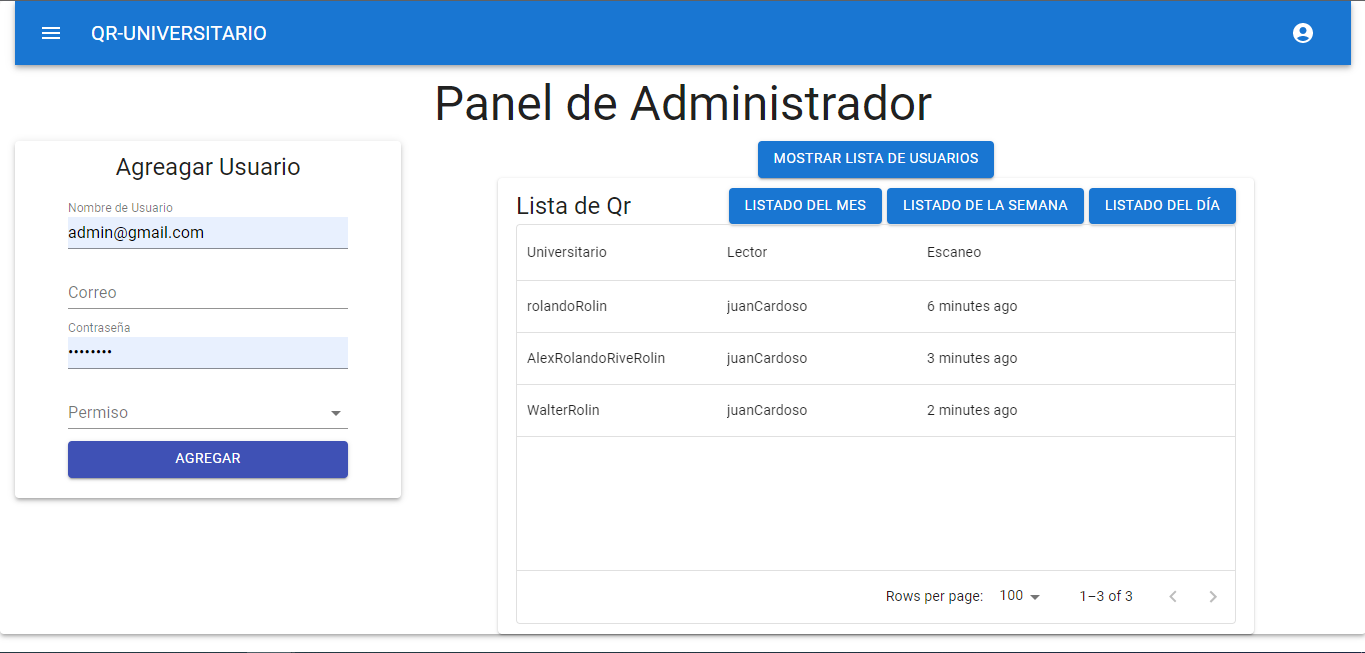 QR-UNIVERSITARIO
Panel de Administrador
Agreagar Usuario
Nombre de Usuario
admin@gmail.com
Correo
Contraseña
••••••••
Permiso
AGREGAR
MOSTRAR LISTA DE USUARIOS
Lista de Qr
LISTADO DEL MES
LISTADO DE LA SEMANA
LISTADO DEL DÍA
Universitario Lector Escaneo
rolandoRolin juanCardoso 6 minutes ago
AlexRolandoRiveRolin juanCardoso 3 minutes ago
WalterRolin juanCardoso 2 minutes ago
Rows per page: 100 1–3 of 3